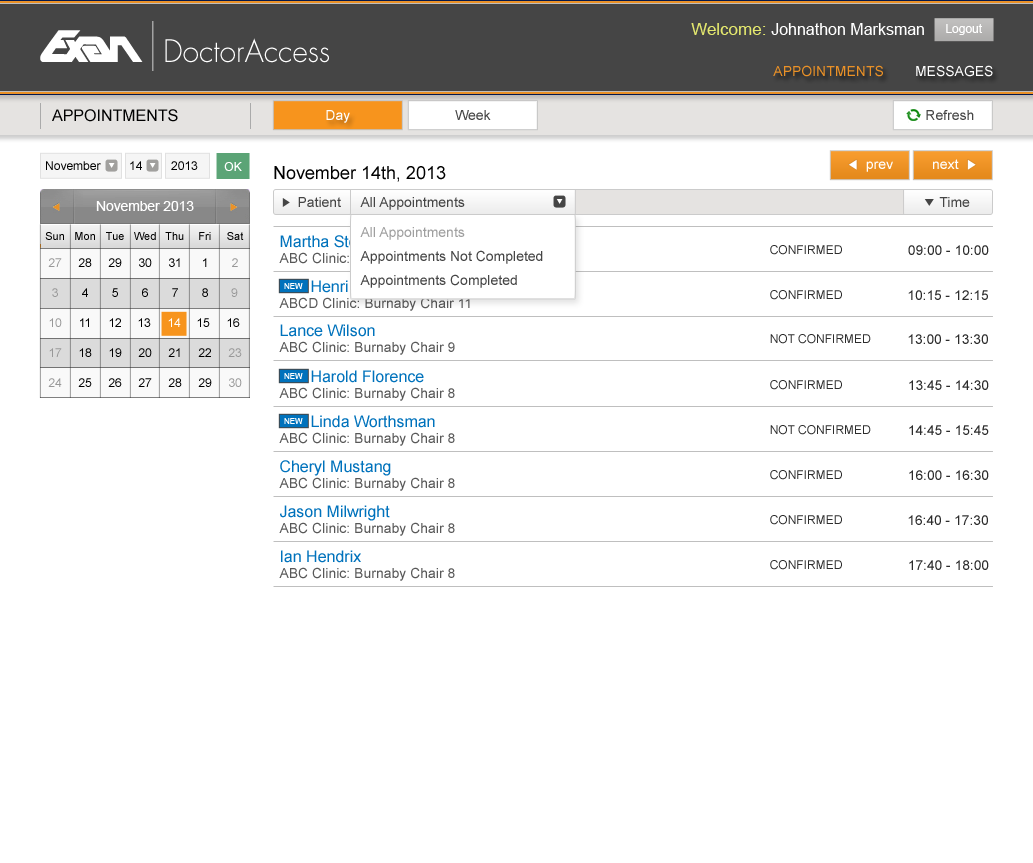 Exan DoctorAccess
Welcome: Johnathon Marksman Logout
APPOINTMENTS MESSAGES
APPOINTMENTS Day Week Refresh
November 14 2013 OK
November 2013
Sun Mon Tue Wed Thu Fri Sat
27 28 29 30 31 1 2
3 4 5 6 7 8 9
10 11 12 13 14 15 16
17 18 19 20 21 22 23
24 25 26 27 28 29 30
November 14th, 2013 prev next
Patient All Appointments Time
All Appointments
Appointments Not Completed
Appointments Completed
Martha
ABC Clinic: CONFIRMED 09:00 - 10:00
NEW Henri
ABCD Clinic: Burnaby Chair 11 CONFIRMED 10:15 - 12:15
Lance Wilson
ABC Clinic: Burnaby Chair 9 NOT CONFIRMED 13:00 - 13:30
NEW Harold Florence
ABC Clinic: Burnaby Chair 8 CONFIRMED 13:45 - 14:30
NEW Linda Worthsman
ABC Clinic: Burnaby Chair 8 NOT CONFIRMED 14:45 - 15:45
Cheryl Mustang
ABC Clinic: Burnaby Chair 8 CONFIRMED 16:00 - 16:30
Jason Milwright
ABC Clinic: Burnaby Chair 8 CONFIRMED 16:40 - 17:30
Ian Hendrix
ABC Clinic: Burnaby Chair 8 CONFIRMED 17:40 - 18:00